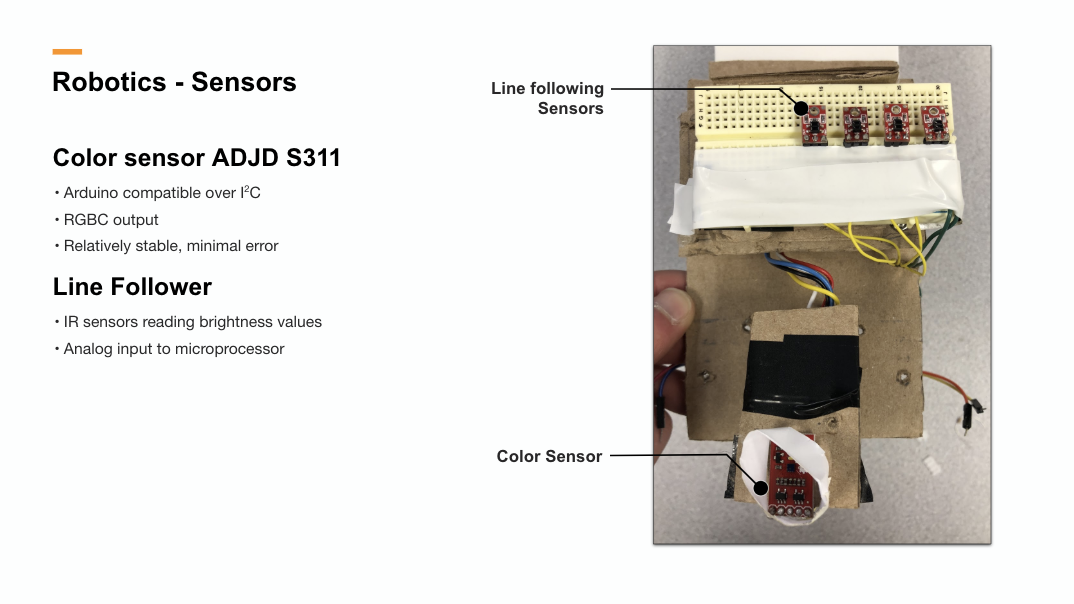 Robotics - Sensors
Color sensor ADJD S311
• Arduino compatible over I²C
• RGBC output
• Relatively stable, minimal error
Line Follower
• IR sensors reading brightness values
• Analog input to microprocessor
Line following
Sensors
Color Sensor